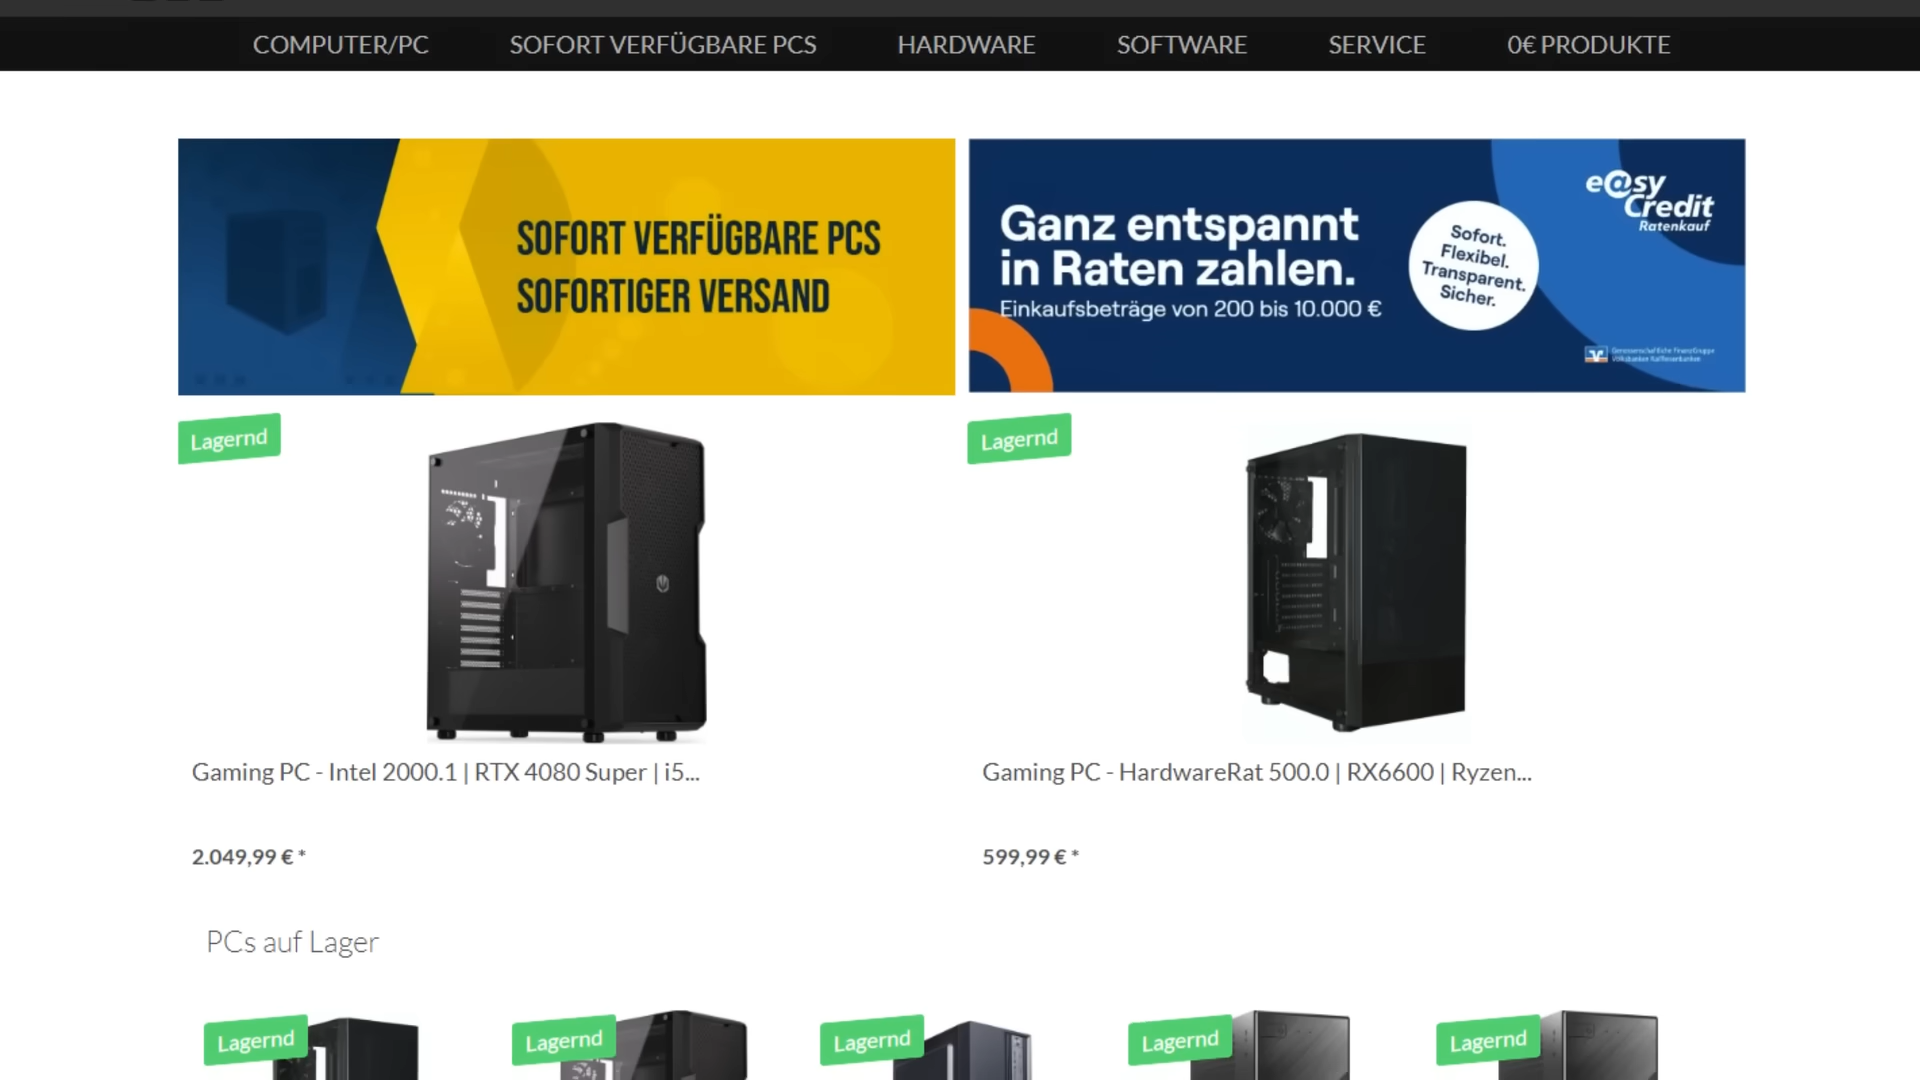 COMPUTER/PC
SOFORT VERFÜGBARE PCS
HARDWARE
SOFTWARE
SERVICE
0€ PRODUKTE
SOFORT VERFÜGBARE PCS
SOFORTIGER VERSAND
Ganz entspannt
in Raten zahlen.
Einkaufsbeträge von 200 bis 10.000 €
Sofort.
Flexibel.
Transparent.
Sicher.
e@sy
Credit
Ratenkauf
Genossenschaftliche FinanzGruppe
Volksbanken Raiffeisenbanken
Lagernd
Lagernd
Gaming PC - Intel 2000.1 | RTX 4080 Super | i5...
Gaming PC - HardwareRat 500.0 | RX6600 | Ryzen...
2.049,99 € *
599,99 € *
PCs auf Lager
Lagernd
Lagernd
Lagernd
Lagernd
Lagernd